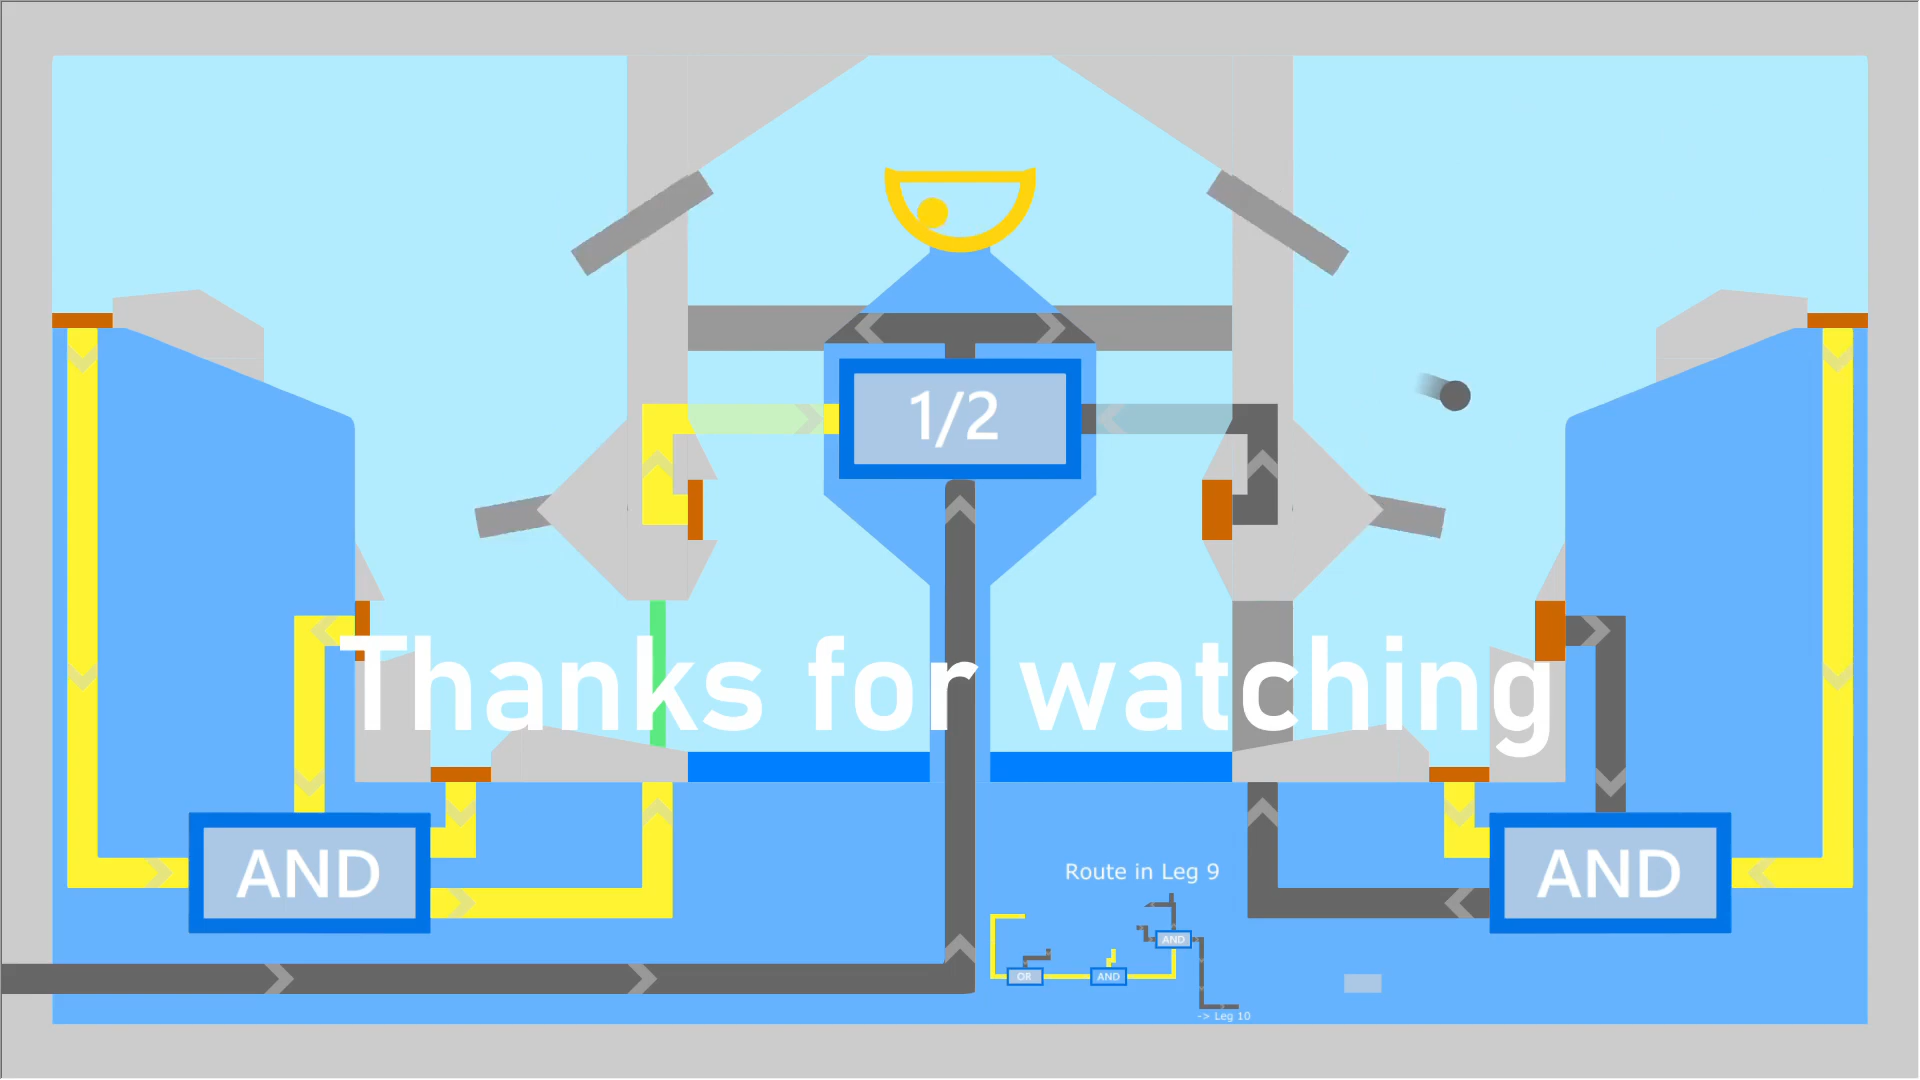 1/2
Thanks for watching
AND
AND
Route in Leg 9
AND
OR
AND
-> Leg 10